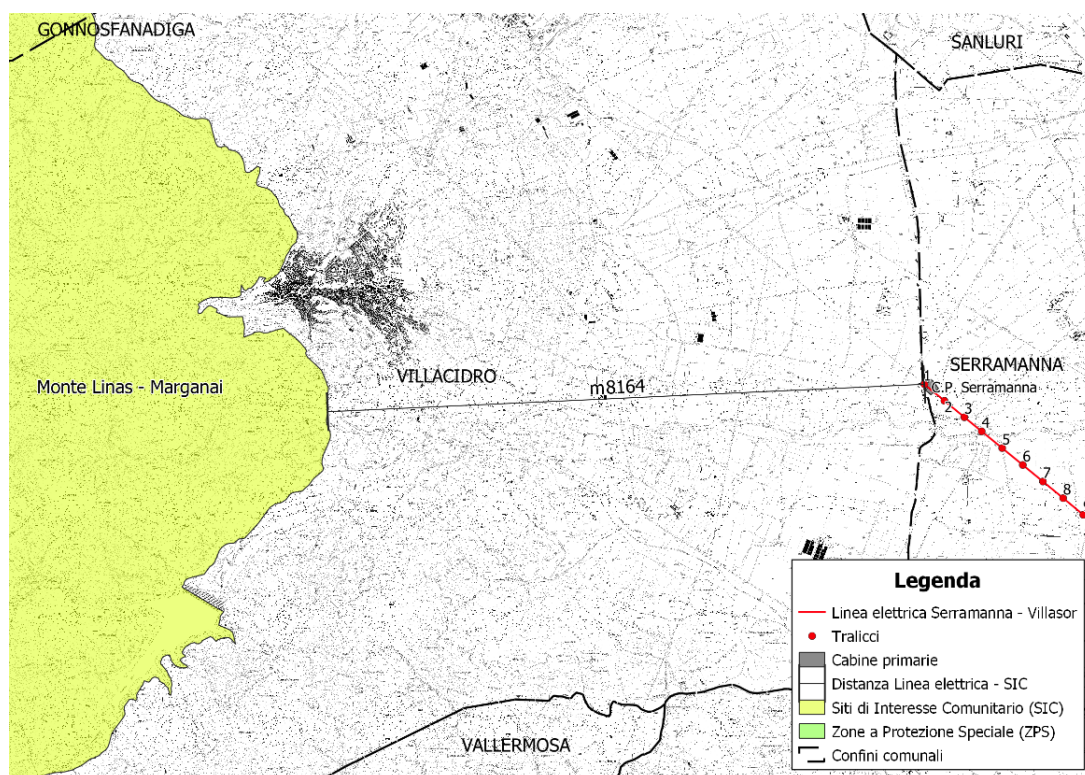 GONNOSFANADIGA
SANLURI
SERRAMANNA
1
C.P. Serramanna
Monte Linas - Marganai
VILLACIDRO
m8164
2
3
4
5
6
7
8
VALLERMOSA
Legenda
Linea elettrica Serramanna - Villasor
Tralicci
Cabine primarie
Distanza Linea elettrica - SIC
Siti di Interesse Comunitario (SIC)
Zone a Protezione Speciale (ZPS)
Confini comunali